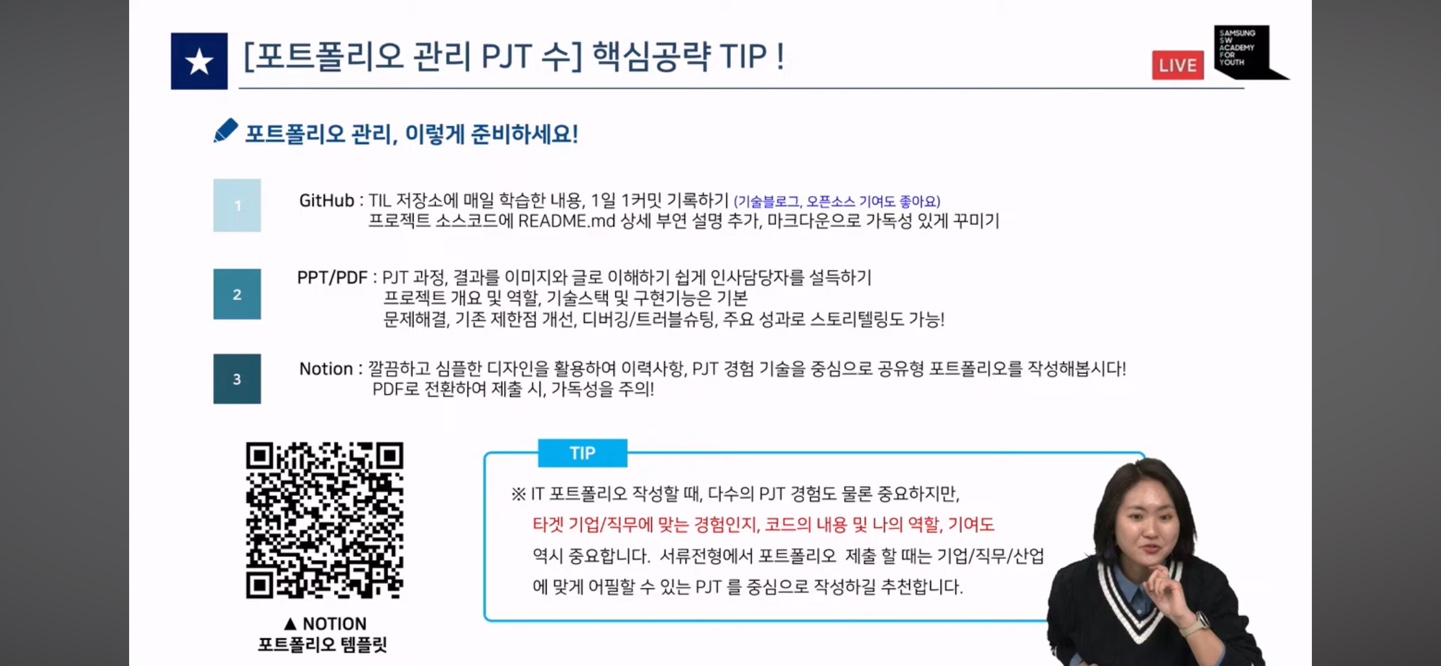 [포트폴리오 관리 PJT 수] 핵심공략 TIP !
LIVE
SAMSUNG
SW
ACADEMY
FOR
YOUTH
포트폴리오 관리, 이렇게 준비하세요!
1
GitHub : TIL 저장소에 매일 학습한 내용, 1일 1커밋 기록하기 (기술블로그, 오픈소스 기여도 좋아요)
프로젝트 소스코드에 README.md 상세 부연 설명 추가, 마크다운으로 가독성 있게 꾸미기
2
PPT/PDF : PJT 과정, 결과를 이미지와 글로 이해하기 쉽게 인사담당자를 설득하기
프로젝트 개요 및 역할, 기술스택 및 구현기능은 기본
문제해결, 기존 제한점 개선, 디버깅/트러블슈팅, 주요 성과로 스토리텔링도 가능!
3
Notion : 깔끔하고 심플한 디자인을 활용하여 이력사항, PJT 경험 기술을 중심으로 공유형 포트폴리오를 작성해봅시다!
PDF로 전환하여 제출 시, 가독성을 주의!
▲ NOTION
포트폴리오 템플릿
TIP
※ IT 포트폴리오 작성할 때, 다수의 PJT 경험도 물론 중요하지만,
타겟 기업/직무에 맞는 경험인지, 코드의 내용 및 나의 역할, 기여도
역시 중요합니다. 서류전형에서 포트폴리오 제출 할 때는 기업/직무/산업
에 맞게 어필할 수 있는 PJT 를 중심으로 작성하길 추천합니다.